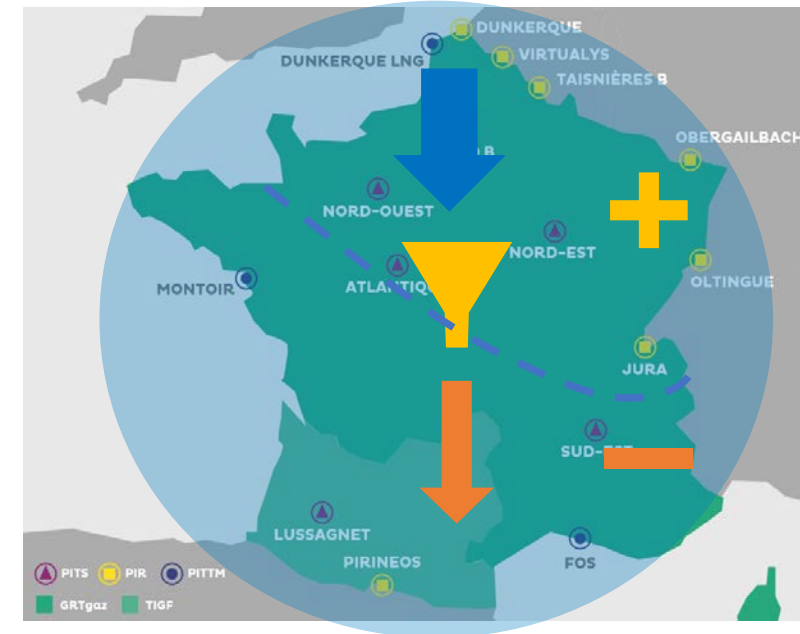 DUNKERQUE
VIRTUALYS
DUNKERQUE LNG
TAISNIÈRES B
OBERGAILBACH
B
NORD-OUEST
NORD-EST
OLTINGUE
MONTOIR
JURA
LUSSAGNET
PIRINEOS
FOS
PITS PIR PITTM
GRTgaz TIGF